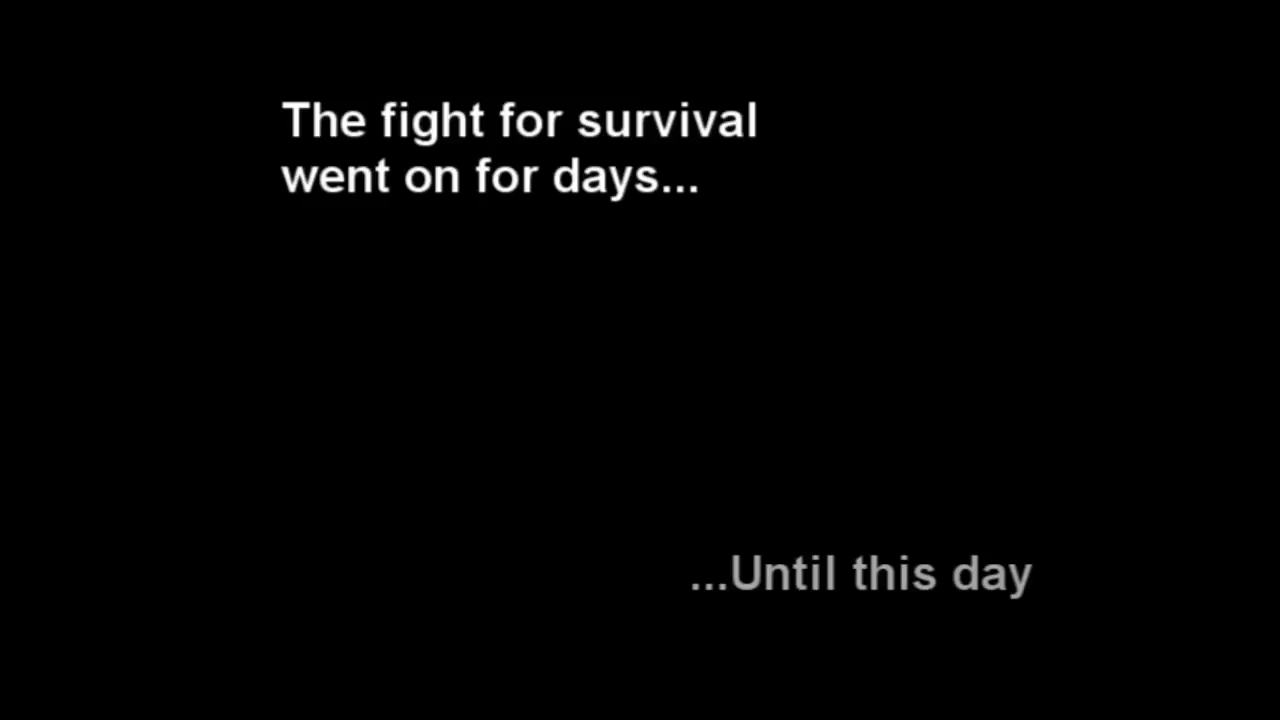 The fight for survival
went on for days...
...Until this day